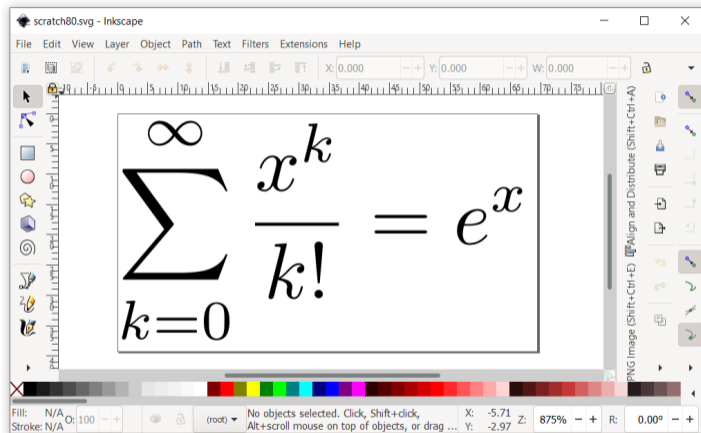 scratch80.svg - Inkscape
File Edit View Layer Object Path Text Filters Extensions Help
X: 0.000 Y: 0.000 W: 0.000
∞
∑ x^k / k! = e^x
k=0
PNG Image (Shift+Ctrl+E) Align and Distribute (Shift+Ctrl+A)
Fill: N/A O: 100 (root) No objects selected. Click, Shift+click, X: -5.71 Z: 875% R: 0.00°
Stroke: N/A Alt+scroll mouse on top of objects, or drag ... Y: -2.97